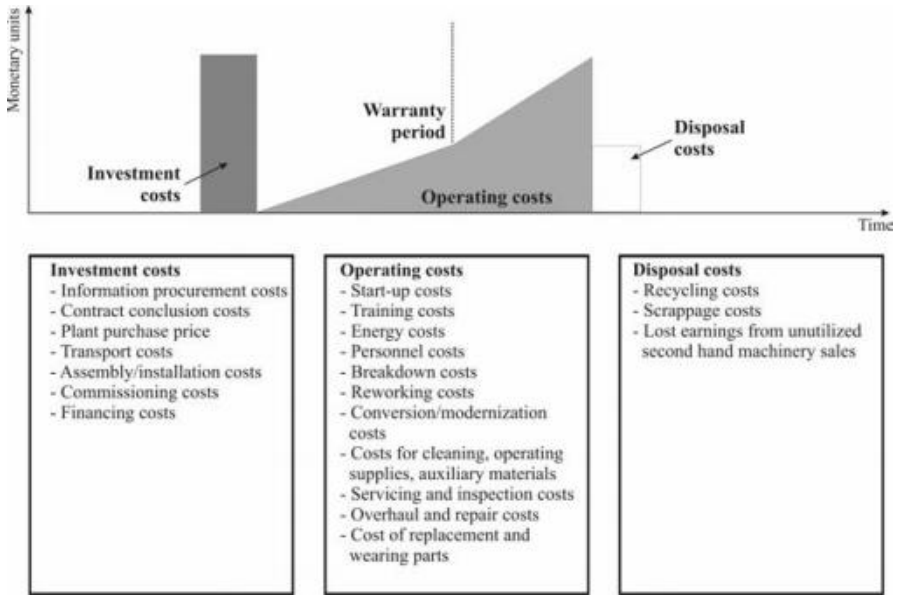 Monetary units
Warranty
period
Disposal
costs
Investment
costs
Operating costs
Time
Investment costs
- Information procurement costs
- Contract conclusion costs
- Plant purchase price
- Transport costs
- Assembly/installation costs
- Commissioning costs
- Financing costs
Operating costs
- Start-up costs
- Training costs
- Energy costs
- Personnel costs
- Breakdown costs
- Reworking costs
- Conversion/modernization
costs
- Costs for cleaning, operating
supplies, auxiliary materials
- Servicing and inspection costs
- Overhaul and repair costs
- Cost of replacement and
wearing parts
Disposal costs
- Recycling costs
- Scrappage costs
- Lost earnings from unutilized
second hand machinery sales